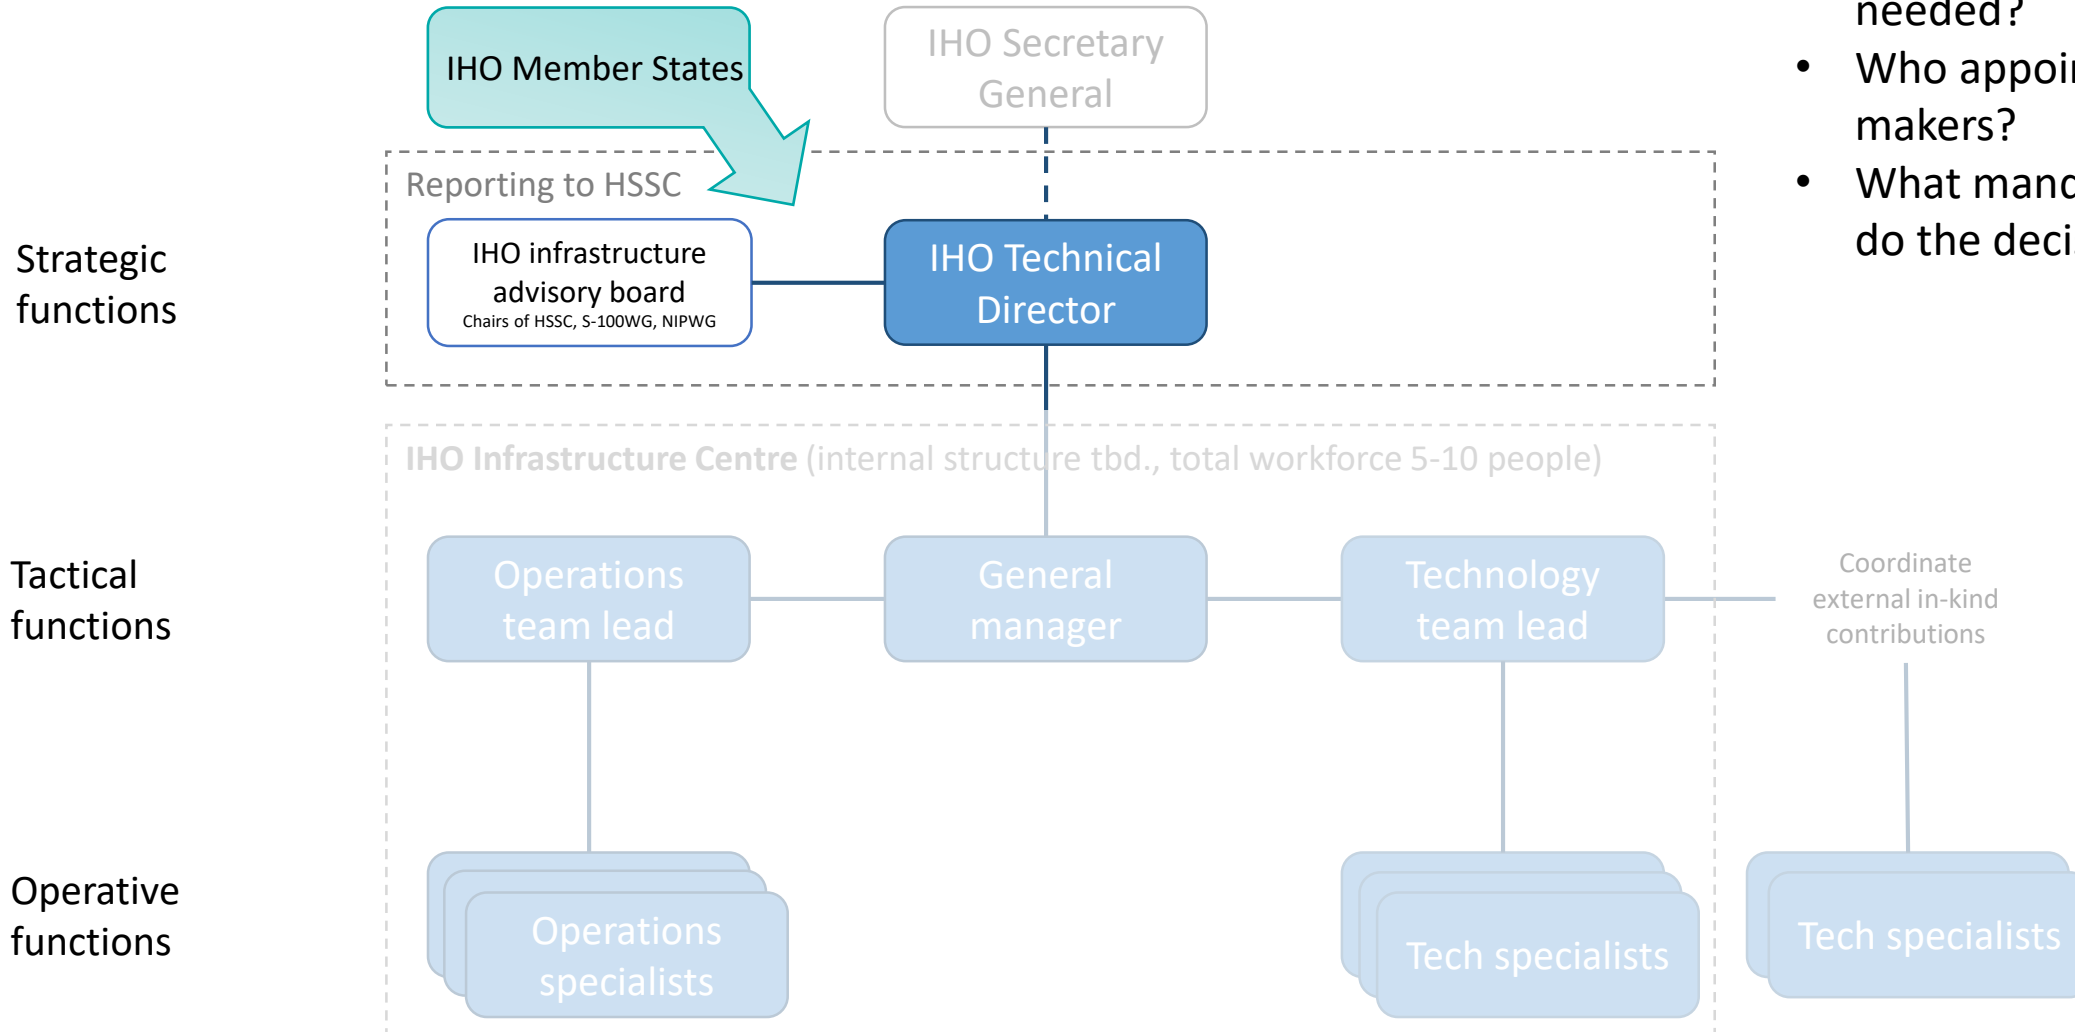 IHO Member States
IHO Secretary
General
needed?
• Who
makers?
• What
do the
Reporting to HSSC
Strategic
functions
IHO infrastructure
advisory board
Chairs of HSSC, S-100WG, NIPWG
IHO Technical
Director
IHO Infrastructure Centre (internal structure tbd., total workforce 5-10 people)
Tactical
functions
Operations
team lead
General
manager
Technology
team lead
Coordinate
external in-kind
contributions
Operative
functions
Operations
specialists
Tech specialists
Tech specialists